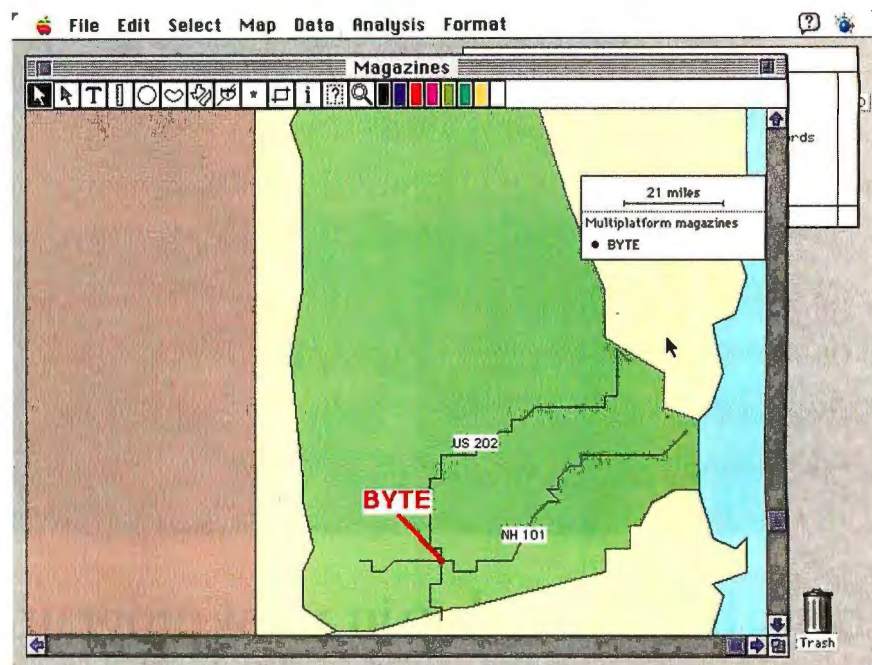 File Edit Select Map Data Analysis Format
Magazines
T i ?
21 miles
Multiplatform magazines
BYTE
US 202
BYTE
NH 101
Trash